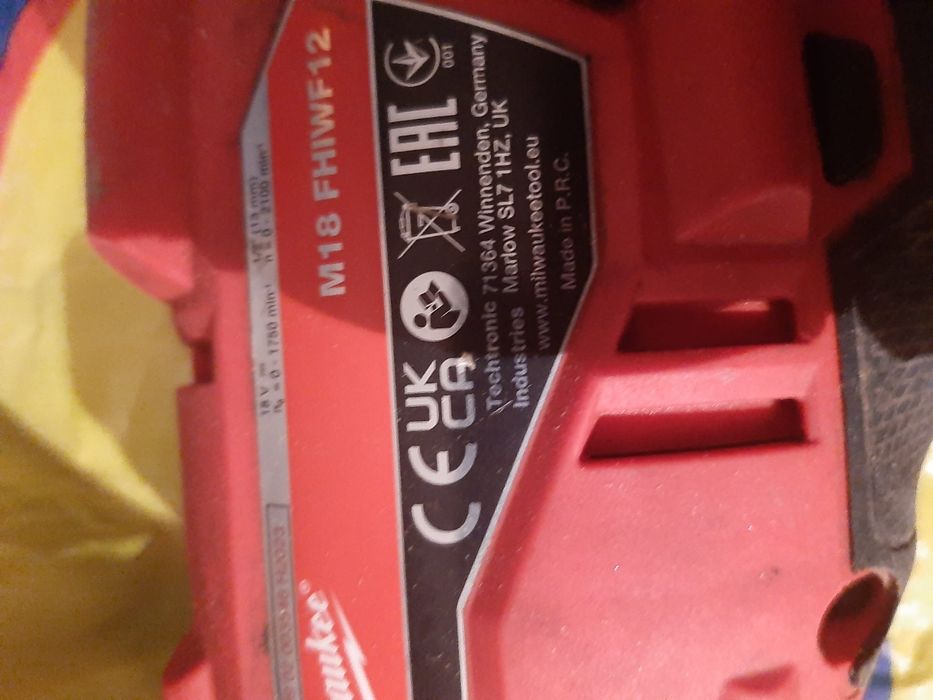 M18 FHIWF12
18 V
1/2" (13 mm)
n₀ = 0 - 1750 min-1
n = 0 - 2100 min-1
001
EAC
CE
UK
CA
Techtronic
Industries
71364 Winnenden, Germany
Marlow SL7 1HZ, UK
www.milwaukeetool.eu
Made in P.R.C.